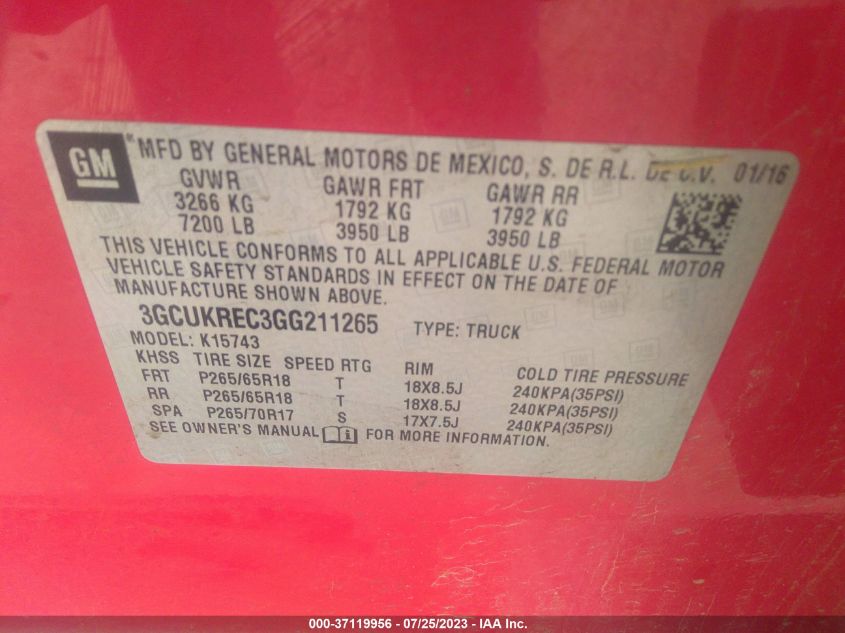 GM
MFD BY GENERAL MOTORS DE MEXICO, S. DE R.L. DE C.V. 01/16
GVWR GAWR FRT GAWR RR
3266 KG 1792 KG 1792 KG
7200 LB 3950 LB 3950 LB
THIS VEHICLE CONFORMS TO ALL APPLICABLE U.S. FEDERAL MOTOR
VEHICLE SAFETY STANDARDS IN EFFECT ON THE DATE OF
MANUFACTURE SHOWN ABOVE.
3GCUKREC3GG211265 TYPE: TRUCK
MODEL: K15743
KHSS TIRE SIZE SPEED RTG RIM COLD TIRE PRESSURE
FRT P265/65R18 T 18X8.5J 240KPA(35PSI)
RR P265/65R18 T 18X8.5J 240KPA(35PSI)
SPA P265/70R17 S 17X7.5J 240KPA(35PSI)
SEE OWNER'S MANUAL FOR MORE INFORMATION.
000-37119956 - 07/25/2023 - IAA Inc.